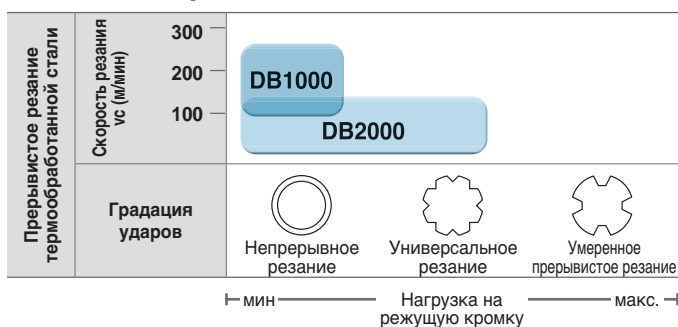 Прерывистое резание
термообработанной стали
Скорость резания
vc (м/мин)
300
200
100
DB1000
DB2000
Градация
ударов
Непрерывное
резание
Универсальное
резание
Умеренное
прерывистое резание
мин
Нагрузка на
режущую кромку
макс.